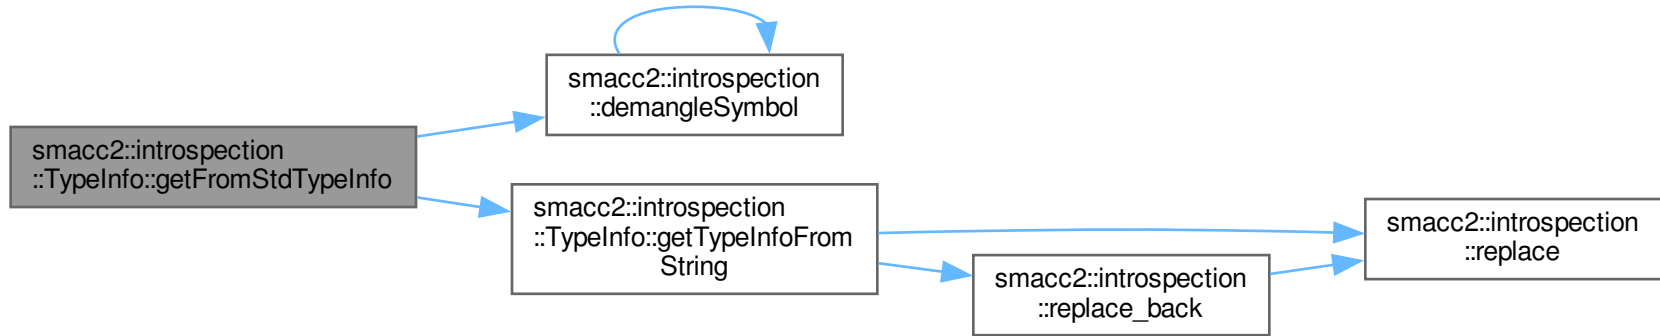 smacc2::introspection
::demangleSymbol
smacc2::introspection
::TypeInfo::getFromStdTypeInfo
smacc2::introspection
::TypeInfo::getTypeInfoFrom
String
smacc2::introspection
::replace
smacc2::introspection
::replace_back